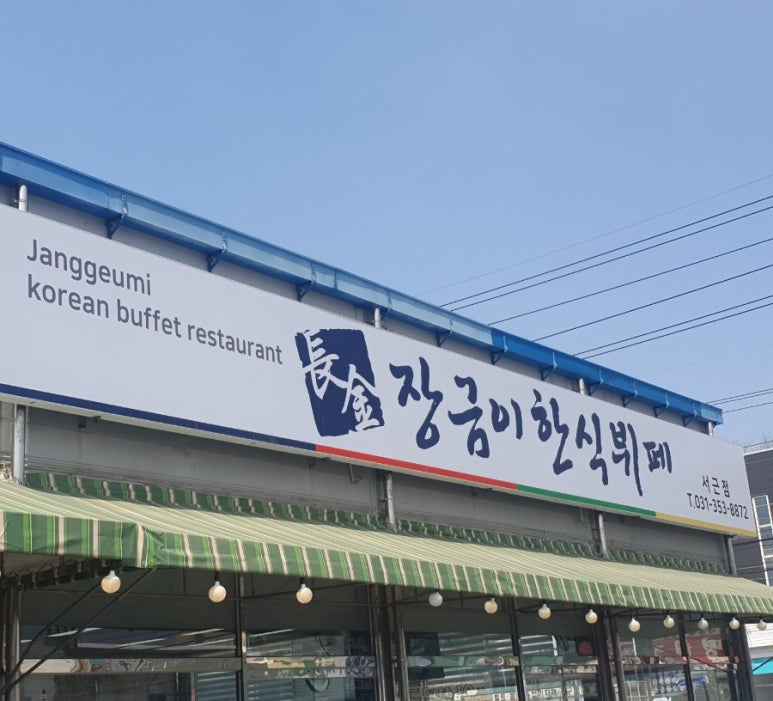 Janggeumi
korean buffet restaurant
長金
장금이 한식뷔페
서근점
T.031-353-8872